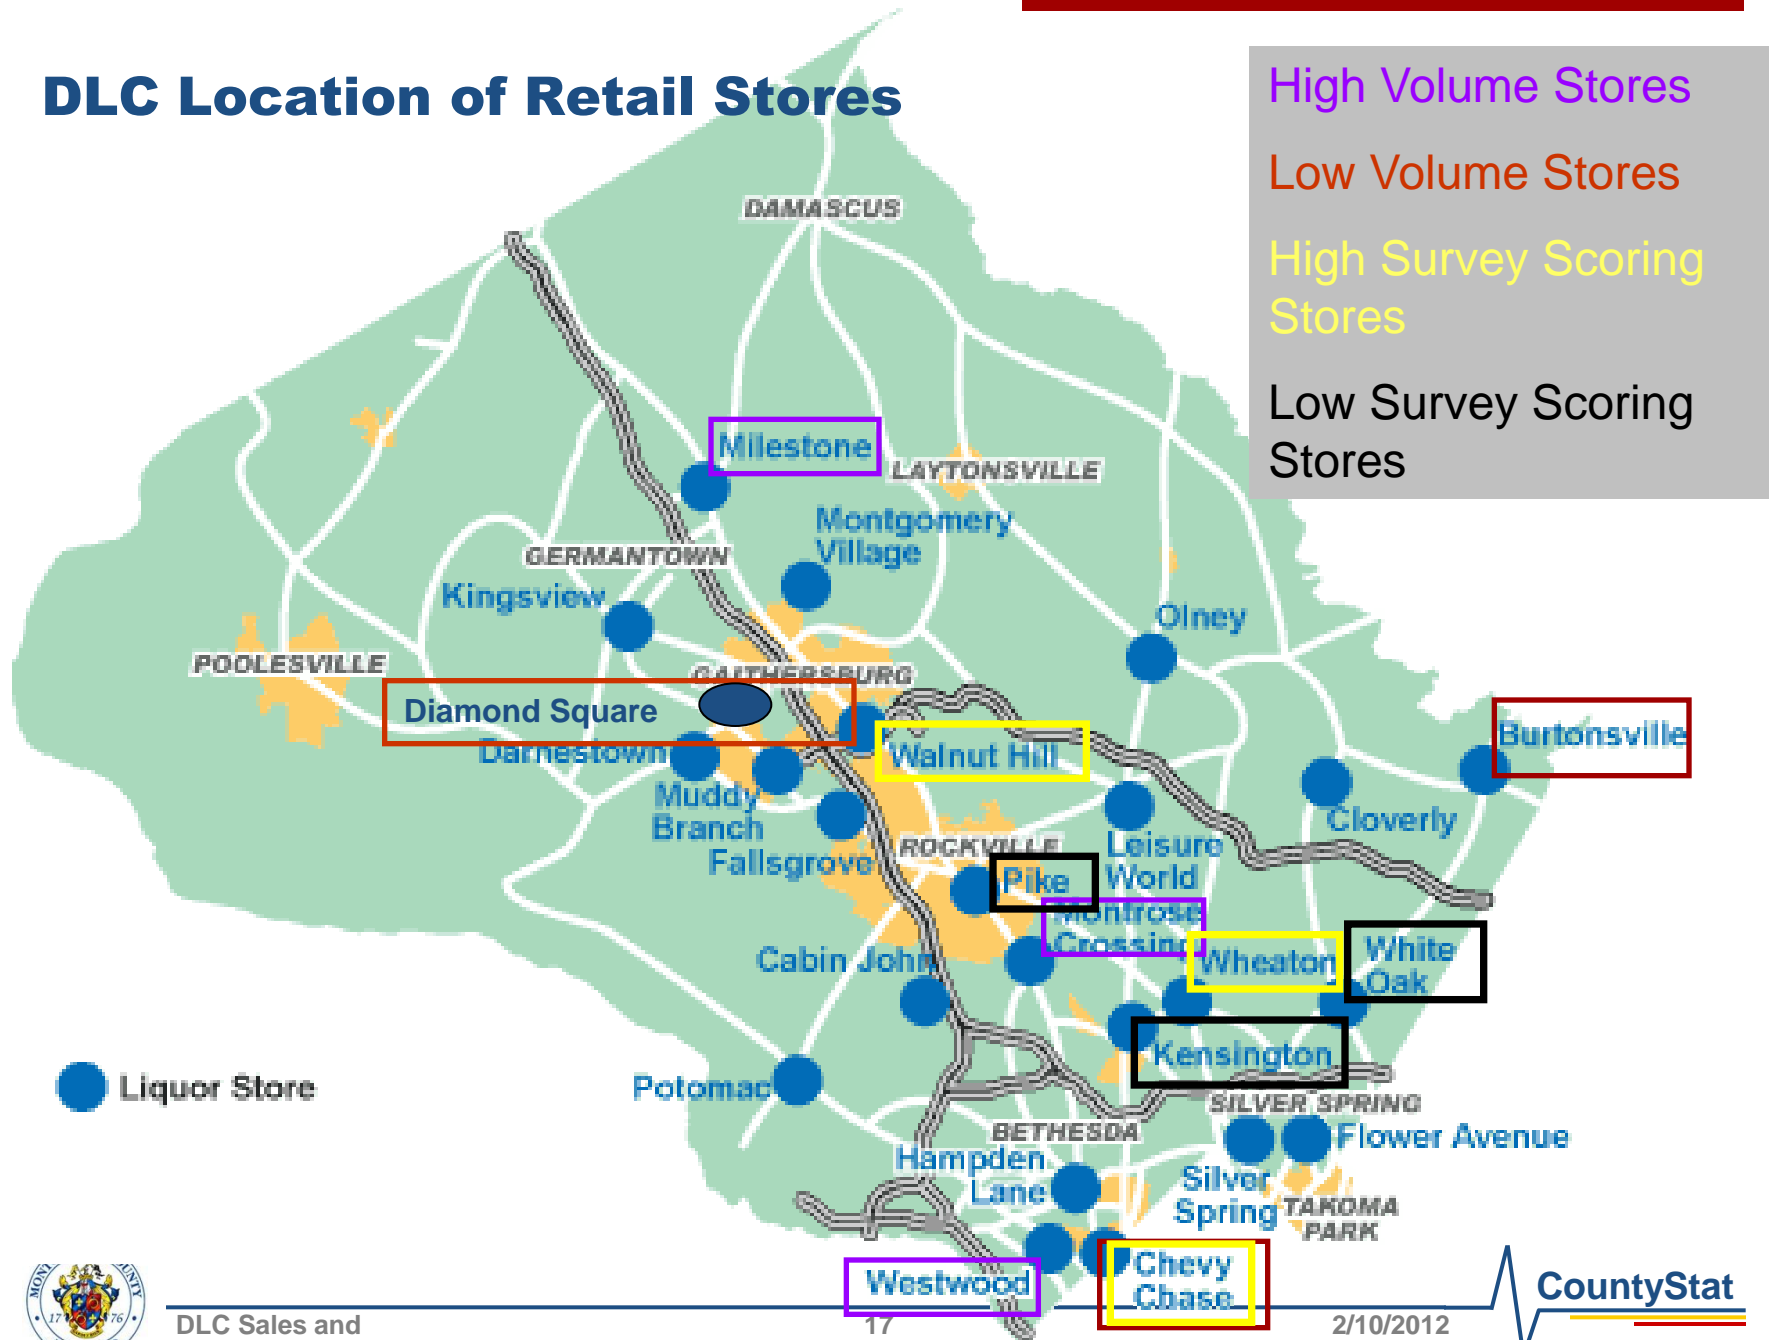 DLC Location of Retail Stores
High Volume Stores
Low Volume Stores
High Survey Scoring
Stores
Low Survey Scoring
Stores
DAMASCUS
Milestone
LAYTONSVILLE
Montgomery
Village
GERMANTOWN
Kingsview
Olney
POOLESVILLE
GAITHERSBURG
Diamond Square
Burtonsville
Darnestown
Walnut Hill
Muddy
Branch
Cloverly
Fallsgrove
ROCKVILLE
Leisure
World
Pike
Montrose
Crossing
Cabin John
Wheaton
White
Oak
Kensington
Liquor Store
Potomac
SILVER SPRING
BETHESDA
Flower Avenue
Hampden
Lane
Silver
Spring
TAKOMA
PARK
Westwood
Chevy
Chase
CountyStat
17 76
DLC Sales and
17
2/10/2012